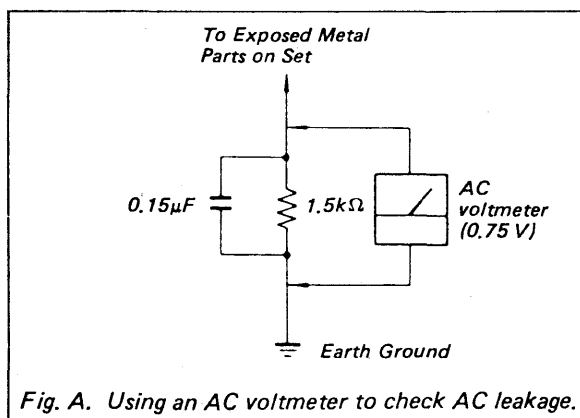 To Exposed Metal
Parts on Set
0.15μF
1.5kΩ
AC
voltmeter
(0.75 V)
Earth Ground
Fig. A. Using an AC voltmeter to check AC leakage.